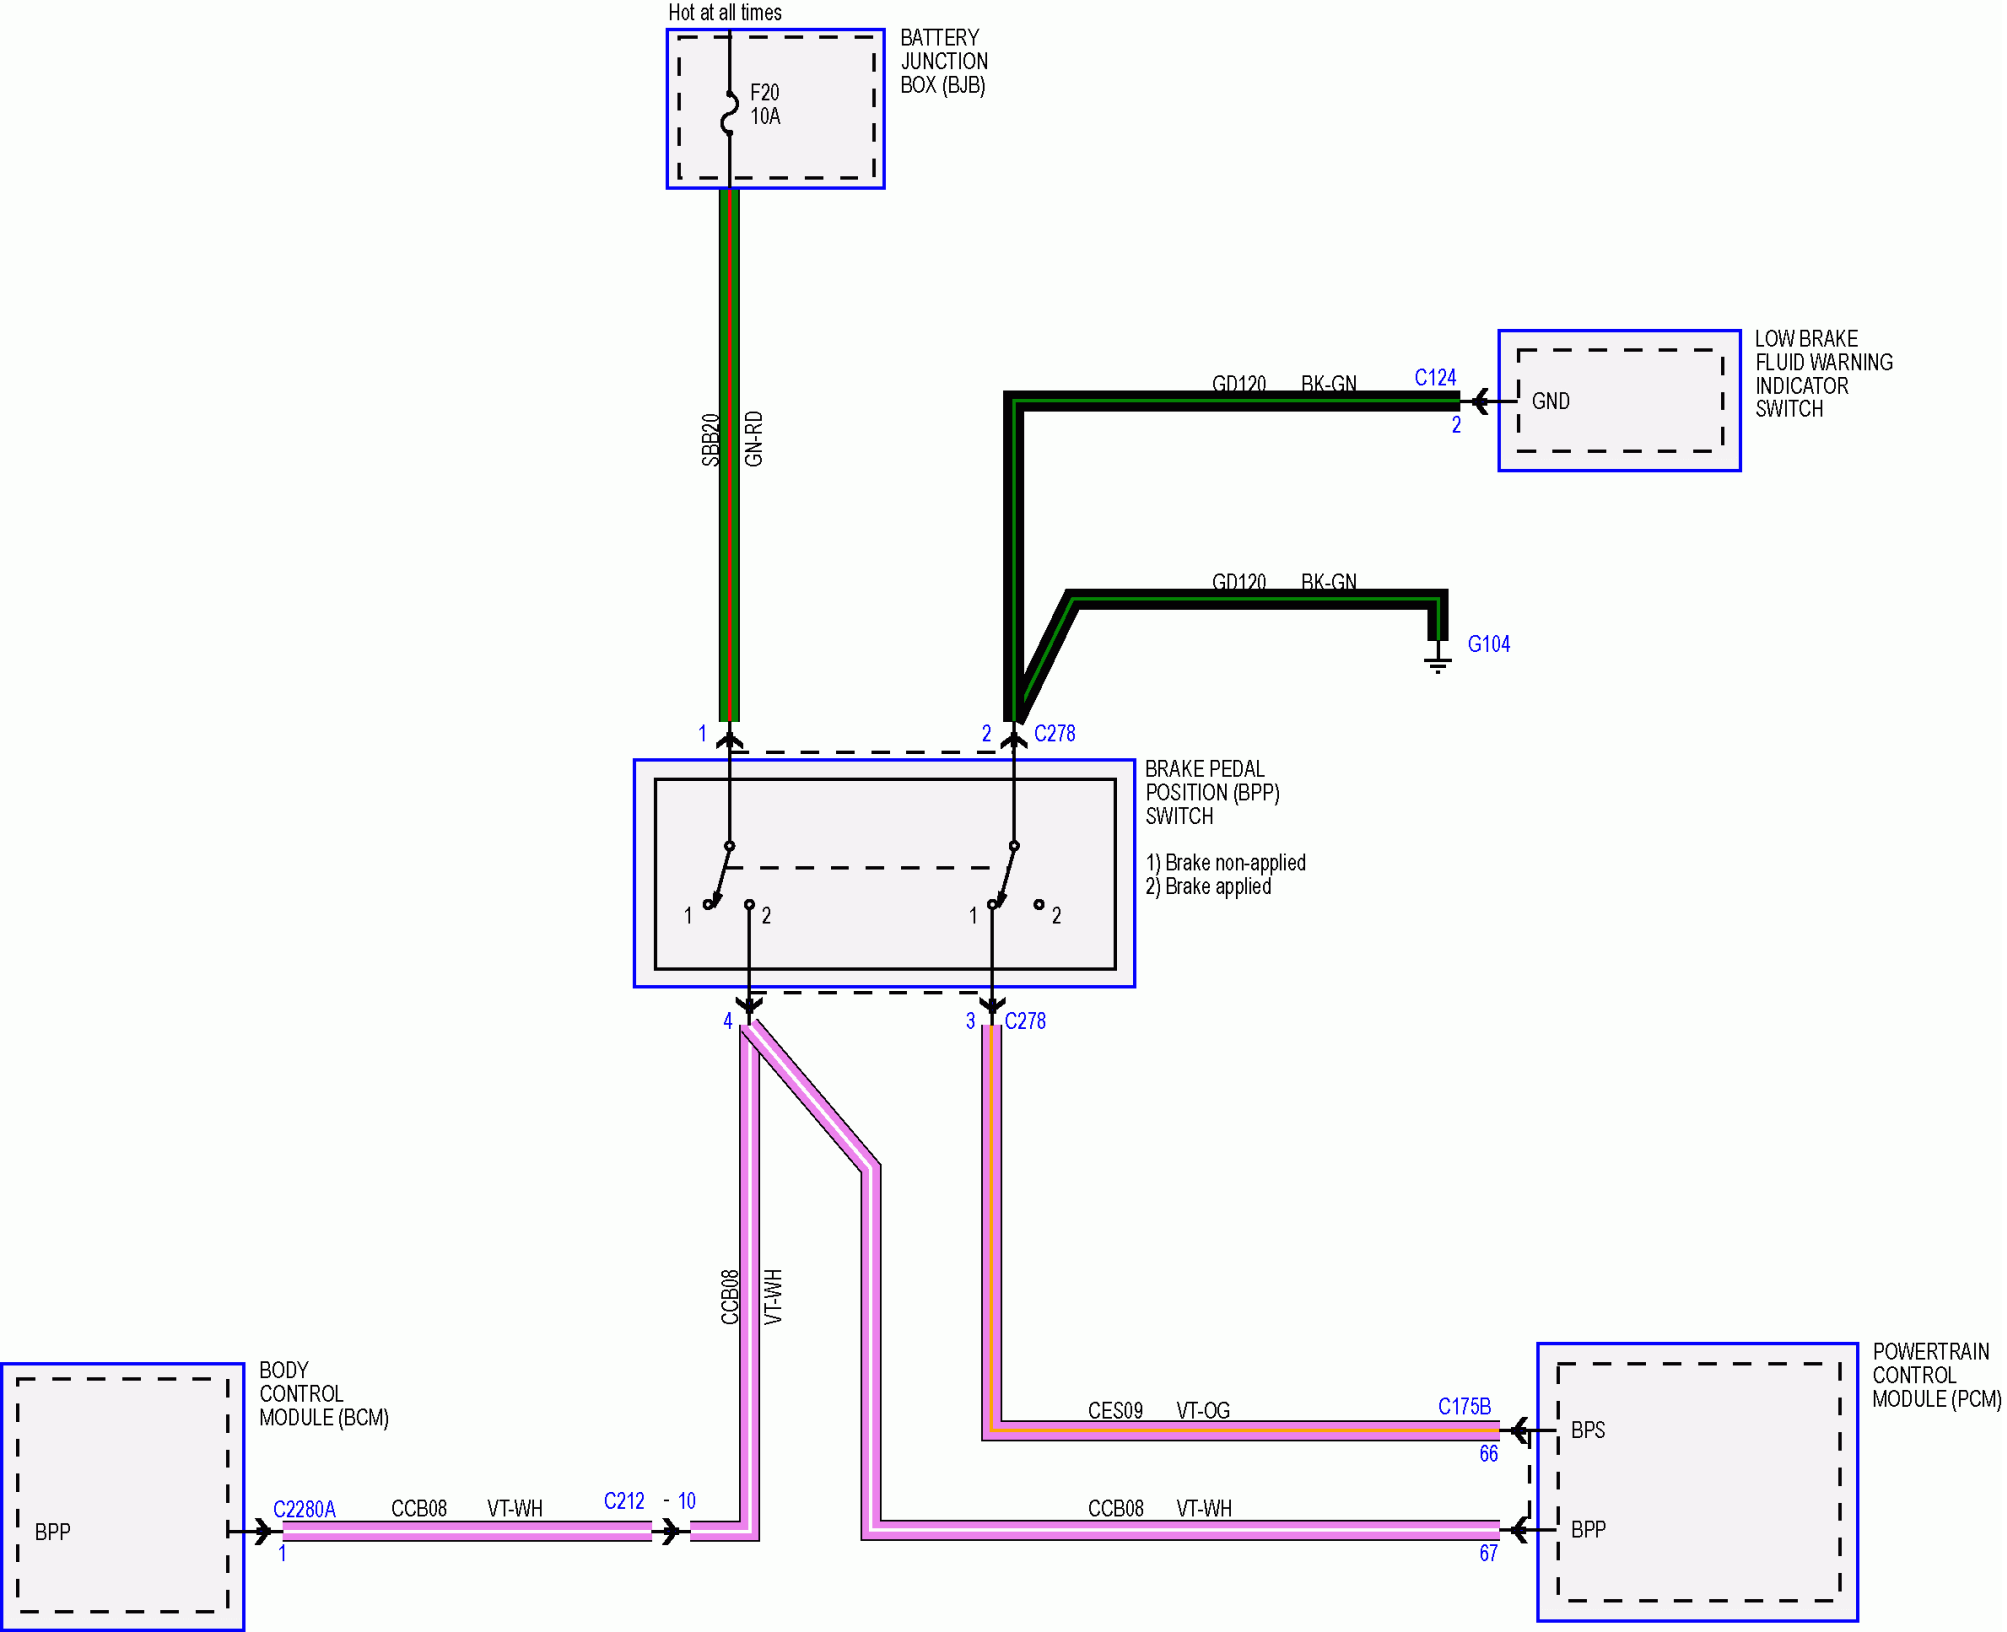 Hot at all times
BATTERY
JUNCTION
BOX (BJB)
F20
10A
SBB20
GN-RD
LOW BRAKE
FLUID WARNING
INDICATOR
SWITCH
GD120 BK-GN
C124
2
GND
GD120 BK-GN
G104
1
2
C278
BRAKE PEDAL
POSITION (BPP)
SWITCH
1) Brake non-applied
2) Brake applied
1
2
1
2
4
3
C278
CCB08
VT-WH
BODY
CONTROL
MODULE (BCM)
BPP
C2280A
1
CCB08 VT-WH
C212 - 10
CES09 VT-OG
C175B
66
BPS
CCB08 VT-WH
67
BPP
POWERTRAIN
CONTROL
MODULE (PCM)